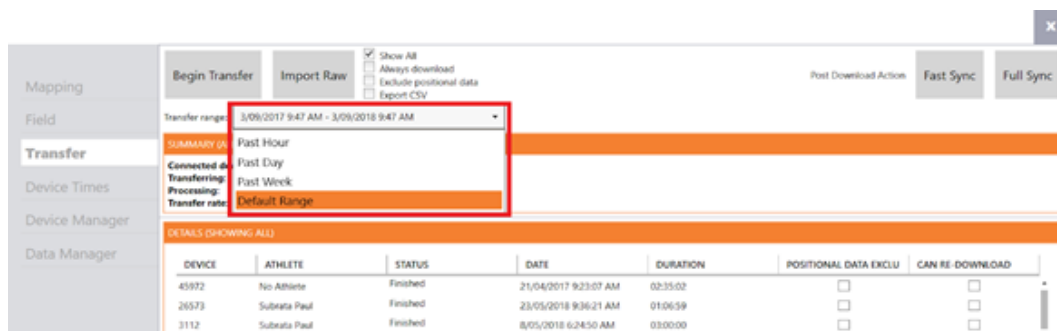 x
Mapping
Field
Transfer
Device Times
Device Manager
Data Manager
Begin Transfer
Import Raw
Show All
Always download
Exclude positional data
Export CSV
Post Download Action
Fast Sync
Full Sync
Transfer range: 3/09/2017 9:47 AM - 3/09/2018 9:47 AM
Past Hour
Past Day
Past Week
Default Range
SUMMARY (A
Connected de
Transferring:
Processing:
Transfer rate:
DETAILS (SHOWING ALL)
DEVICE ATHLETE STATUS DATE DURATION POSITIONAL DATA EXCLU CAN RE-DOWNLOAD
45972 No Athlete Finished 21/04/2017 9:23:07 AM 02:35:02
26573 Subrata Paul Finished 23/05/2018 9:36:21 AM 01:06:59
3112 Subrata Paul Finished 8/05/2018 6:24:50 AM 03:00:00